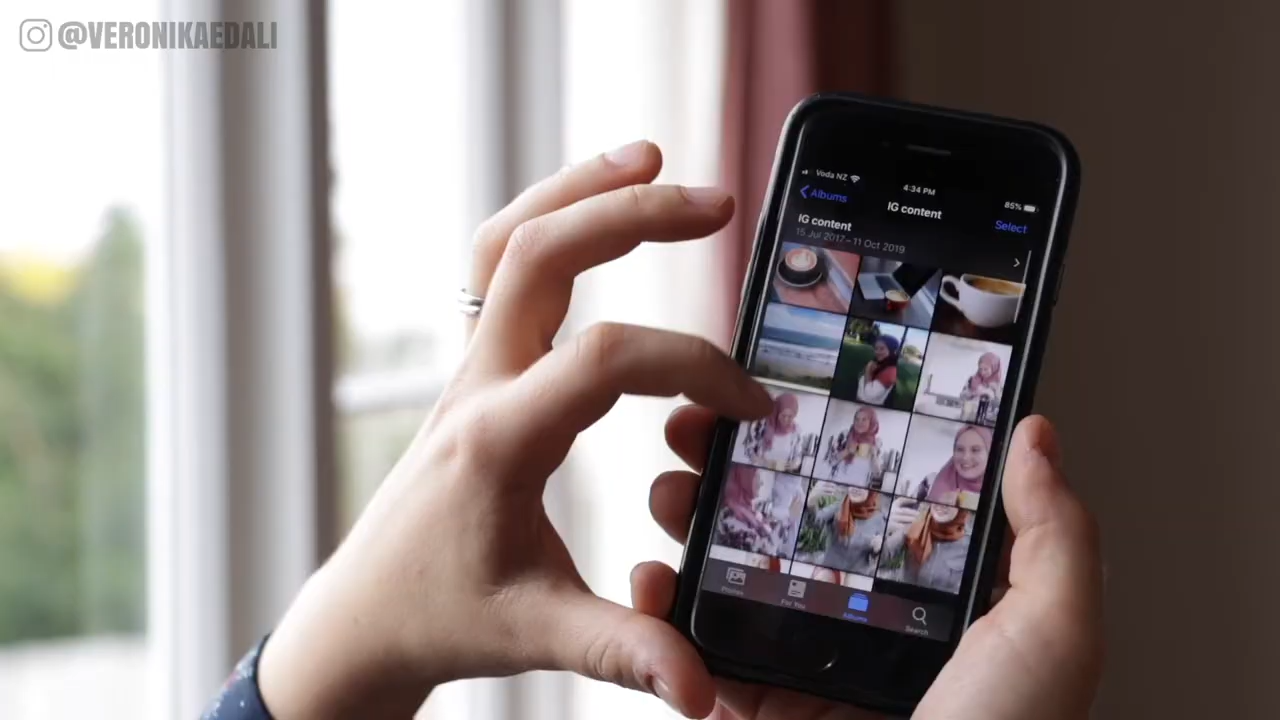 @VERONIKAEDALI
Voda NZ
4:34 PM
85%
Albums
IG content
Select
IG content
15 Jul 2017–11 Oct 2019
Photos
For You
Albums
Search